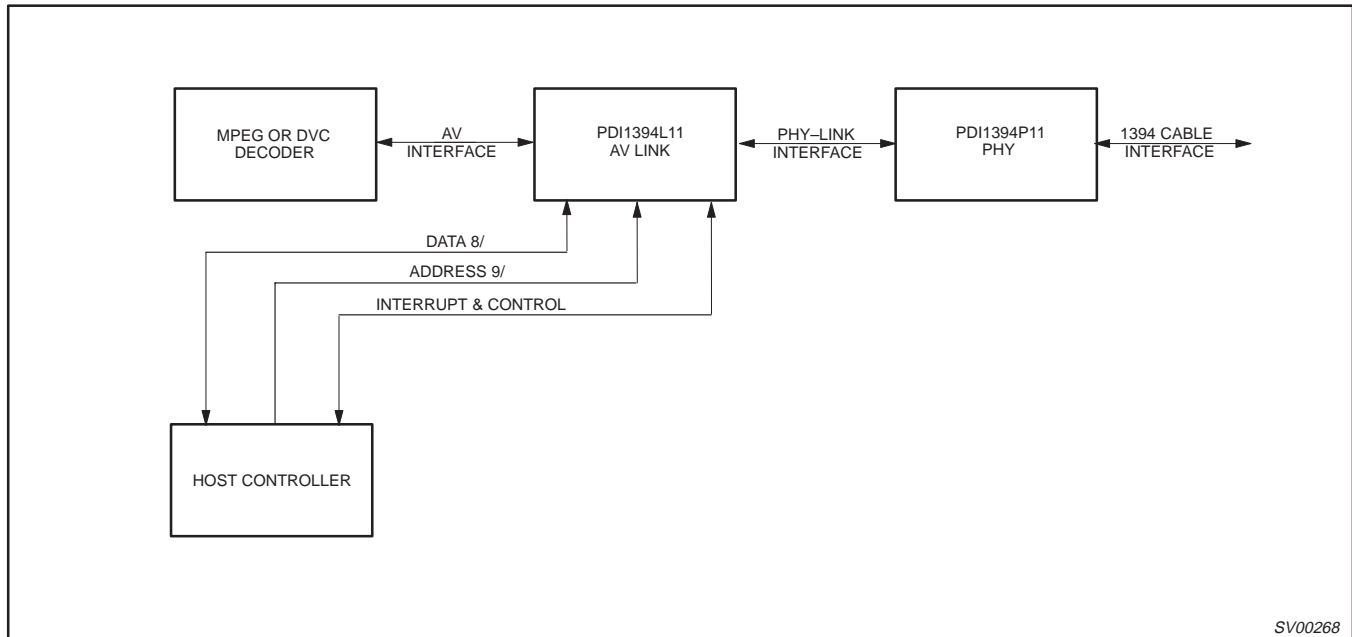 MPEG OR DVC
DECODER
AV
INTERFACE
PDI1394L11
AV LINK
PHY–LINK
INTERFACE
PDI1394P11
PHY
1394 CABLE
INTERFACE
DATA 8/
ADDRESS 9/
INTERRUPT & CONTROL
HOST CONTROLLER
SV00268